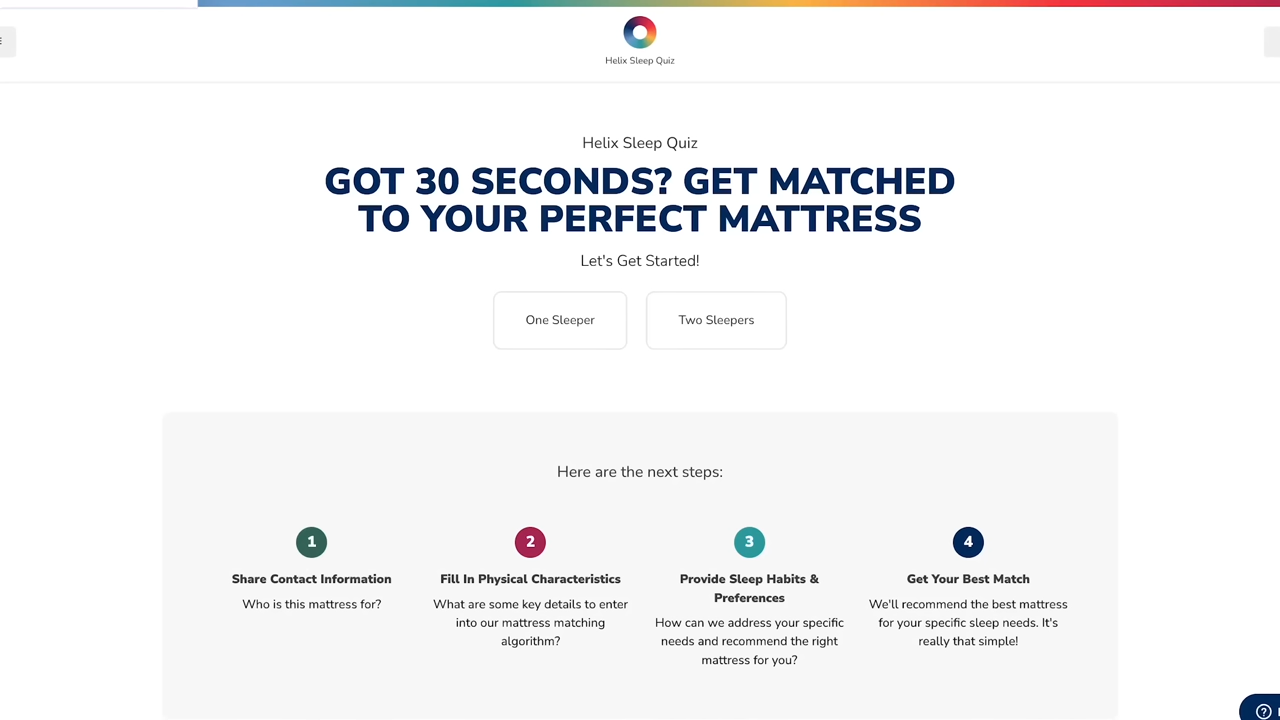 Helix Sleep Quiz
Helix Sleep Quiz
GOT 30 SECONDS? GET MATCHED
TO YOUR PERFECT MATTRESS
Let's Get Started!
One Sleeper
Two Sleepers
Here are the next steps:
1
Share Contact Information
Who is this mattress for?
2
Fill In Physical Characteristics
What are some key details to enter
into our mattress matching
algorithm?
3
Provide Sleep Habits &
Preferences
How can we address your specific
needs and recommend the right
mattress for you?
4
Get Your Best Match
We'll recommend the best mattress
for your specific sleep needs. It's
really that simple!
?